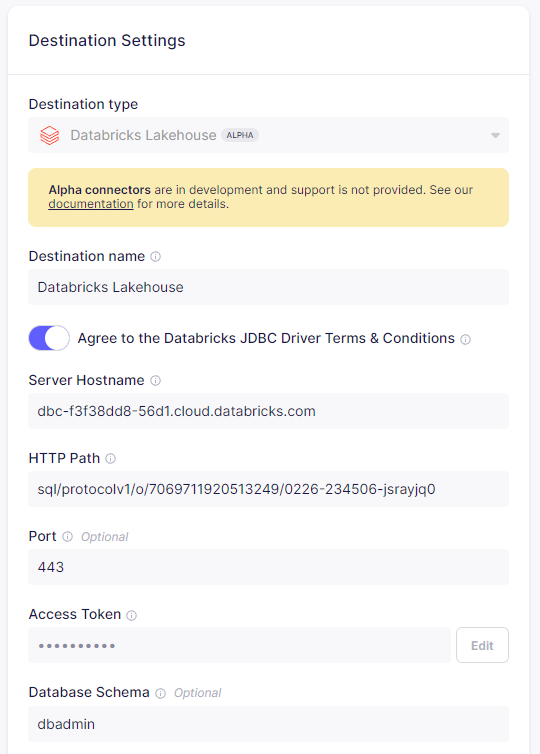 Destination Settings
Destination type
Databricks Lakehouse ALPHA
Alpha connectors are in development and support is not provided. See our
documentation for more details.
Destination name
Databricks Lakehouse
Agree to the Databricks JDBC Driver Terms & Conditions
Server Hostname
dbc-f3f38dd8-56d1.cloud.databricks.com
HTTP Path
sql/protocolv1/o/7069711920513249/0226-234506-jsrayjq0
Port Optional
443
Access Token
••••••••••
Edit
Database Schema Optional
dbadmin